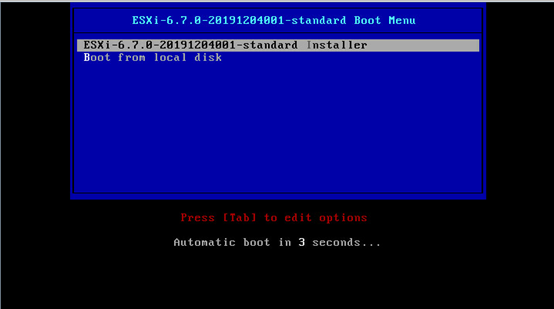 ESXi-6.7.0-20191204001-standard Boot Menu
ESXi-6.7.0-20191204001-standard Installer
Boot from local disk
Press [Tab] to edit options
Automatic boot in 3 seconds...